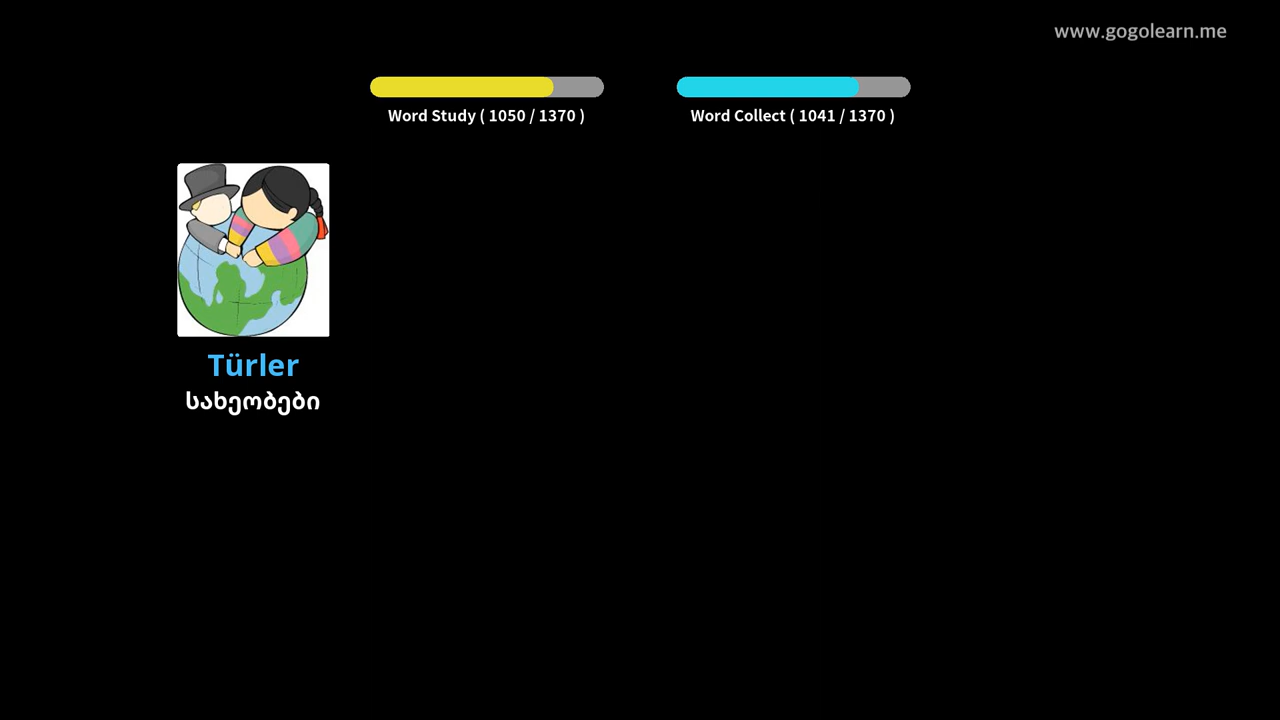 www.gogolearn.me
Word Study ( 1050 / 1370 )
Word Collect ( 1041 / 1370 )
Türler
სახეობები